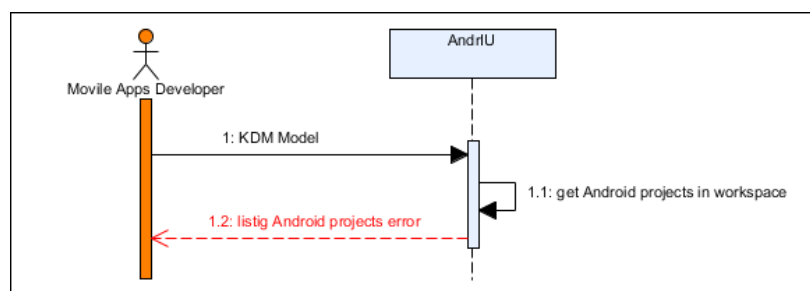 AndrIU
Movile Apps Developer
1: KDM Model
1.1: get Android projects in workspace
1.2: listig Android projects error